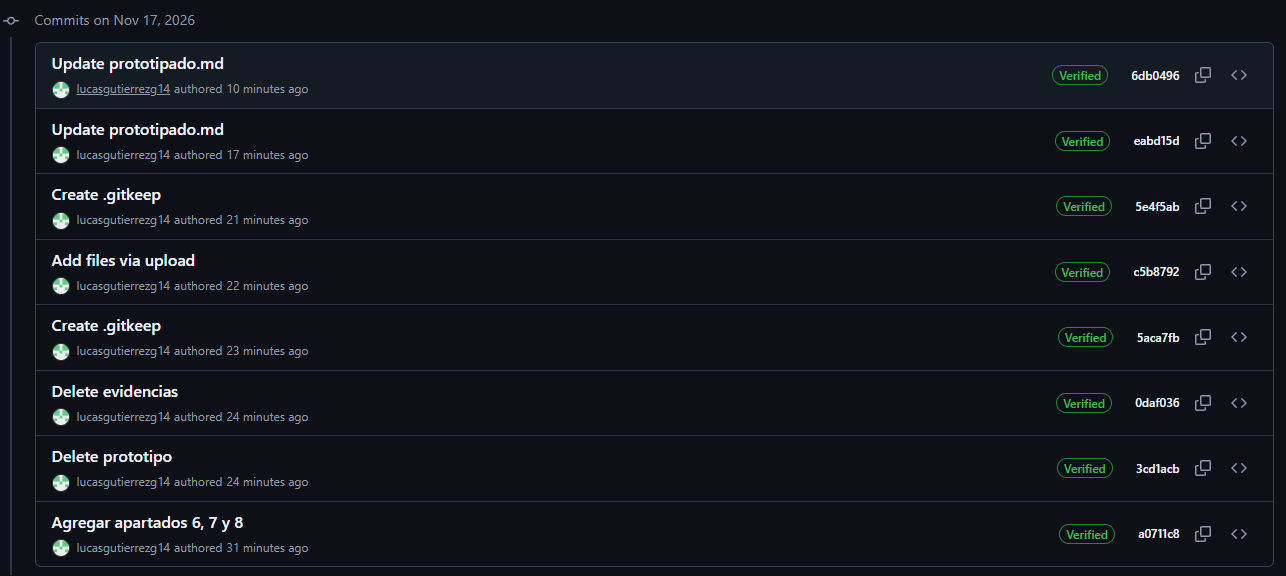 Commits on Nov 17, 2026
Update prototipado.md
Verified 6db0496
lucasgutierrezg14 authored 10 minutes ago
Update prototipado.md
Verified eabd15d
lucasgutierrezg14 authored 17 minutes ago
Create .gitkeep
Verified 5e4f5ab
lucasgutierrezg14 authored 21 minutes ago
Add files via upload
Verified c5b8792
lucasgutierrezg14 authored 22 minutes ago
Create .gitkeep
Verified 5aca7fb
lucasgutierrezg14 authored 23 minutes ago
Delete evidencias
Verified 0daf036
lucasgutierrezg14 authored 24 minutes ago
Delete prototipo
Verified 3cd1acb
lucasgutierrezg14 authored 24 minutes ago
Agregar apartados 6, 7 y 8
Verified a0711c8
lucasgutierrezg14 authored 31 minutes ago